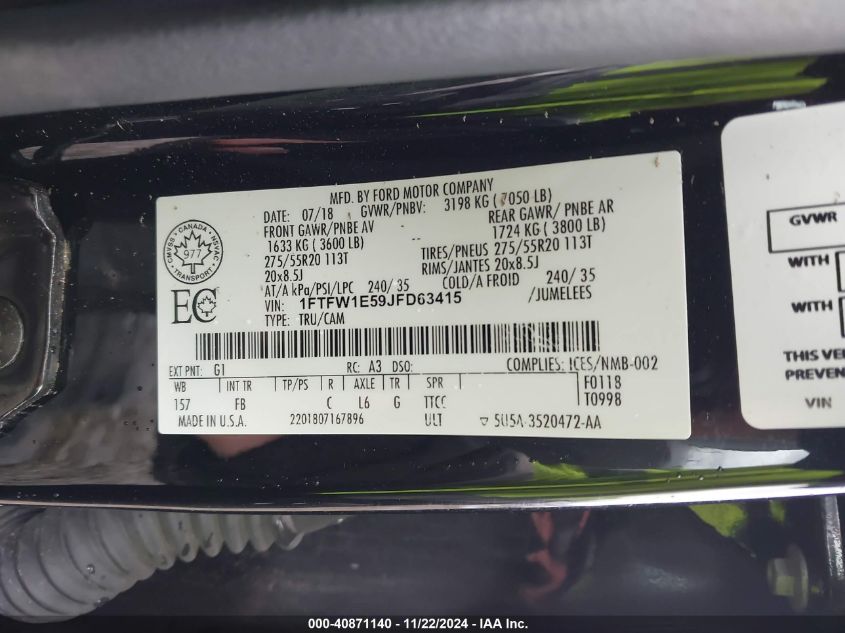 MFD. BY FORD MOTOR COMPANY
DATE: 07/18 GVWR/PNBV: 3198 KG ( 7050 LB)
FRONT GAWR/PNBE AV REAR GAWR/ PNBE AR
1633 KG ( 3600 LB) 1724 KG ( 3800 LB)
275/55R20 113T TIRES/PNEUS 275/55R20 113T
20x8.5J RIMS/JANTES 20x8.5J
AT/A kPa/PSI/LPC 240/ 35 COLD/A FROID 240/ 35
VIN: 1FTFW1E59JFD63415 /JUMELEES
TYPE: TRU/CAM
CANADA
NSVAC
977
TRANSPORT
CMVSS
EC
EXT PNT: G1 RC: A3 DSO: COMPLIES: ICES/NMB-002
WB INT TR TP/PS R AXLE TR SPR F0118
157 FB C L6 G TTCC T0998
MADE IN U.S.A. 2201807167896 ULT 5U5A-3520472-AA
GVWR
WITH
WITH
THIS VE
PREVEN
VIN
000-40871140 - 11/22/2024 - IAA Inc.